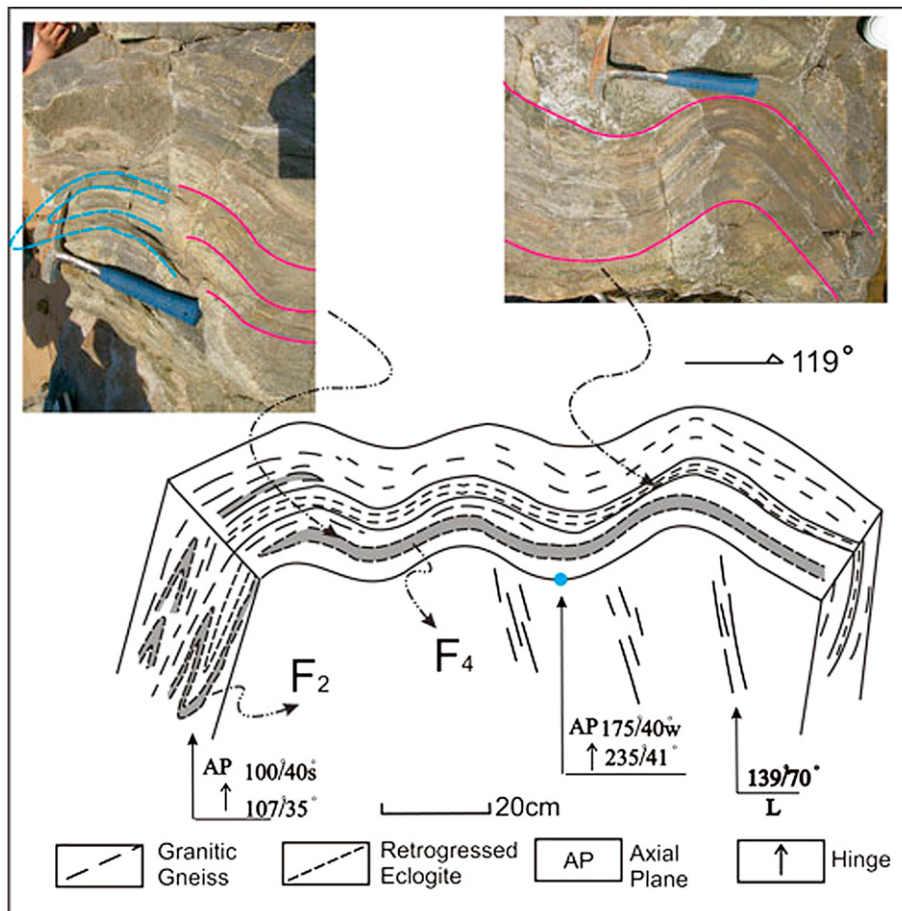 119°
F2
F4
AP 100°/40s°
↑ 107°/35°
AP 175°/40°w
↑ 235°/41°
139°/70°
L
20cm
Granitic
Gneiss
Retrogressed
Eclogite
AP
Axial
Plane
↑ Hinge